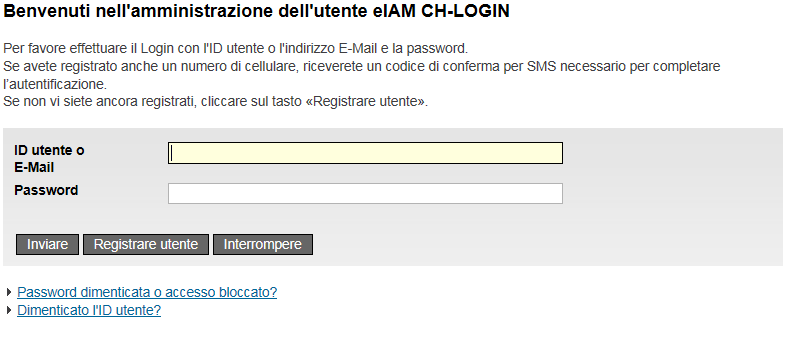 Benvenuti nell'amministrazione dell'utente eIAM CH-LOGIN
Per favore effettuare il Login con l'ID utente o l'indirizzo E-Mail e la password.
Se avete registrato anche un numero di cellulare, riceverete un codice di conferma per SMS necessario per completare
l'autentificazione.
Se non vi siete ancora registrati, cliccare sul tasto «Registrare utente».
ID utente o
E-Mail
Password
Inviare Registrare utente Interrompere
Password dimenticata o accesso bloccato?
Dimenticato l'ID utente?